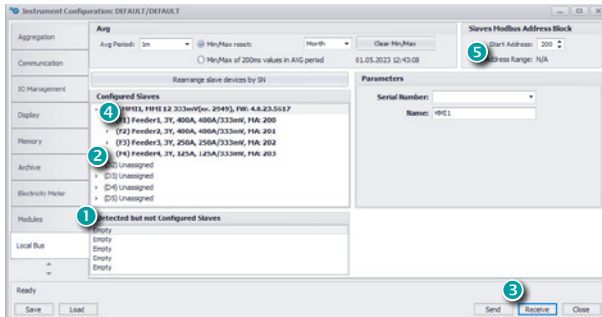 Instrument Configuration: DEFAULT/DEFAULT
Aggregation
Communication
IO Management
Display
Memory
Archive
Electricity Meter
Modules
Local Bus
Avg
Avg Period: 1m
Min/Max resets
Month
Clear Min/Max
Min/Max of 200ms values in AVG period
01.05.2023 12:43:08
Slaves Modbus Address Block
Start Address: 200
5
Address Range: N/A
Rearrange slave devices by SN
Configured Slaves
4
MMI1, MMI 12 333mV(nr. 2949), FW: 4.0.23.5617
F1) Feeder1, 3Y, 400A, 400A/333mV, MA: 200
(F2) Feeder2, 3Y, 400A, 400A/333mV, MA: 201
(F3) Feeder3, 3Y, 250A, 250A/333mV, MA: 202
2
(F4) Feeder4, 3Y, 125A, 125A/333mV, MA: 203
Unassigned
(D3) Unassigned
(D4) Unassigned
(D5) Unassigned
Parameters
Serial Number:
Name: MMI1
1
Detected but not Configured Slaves
Empty
Empty
Empty
Empty
Empty
Ready
3
Save
Load
Send
Receive
Close